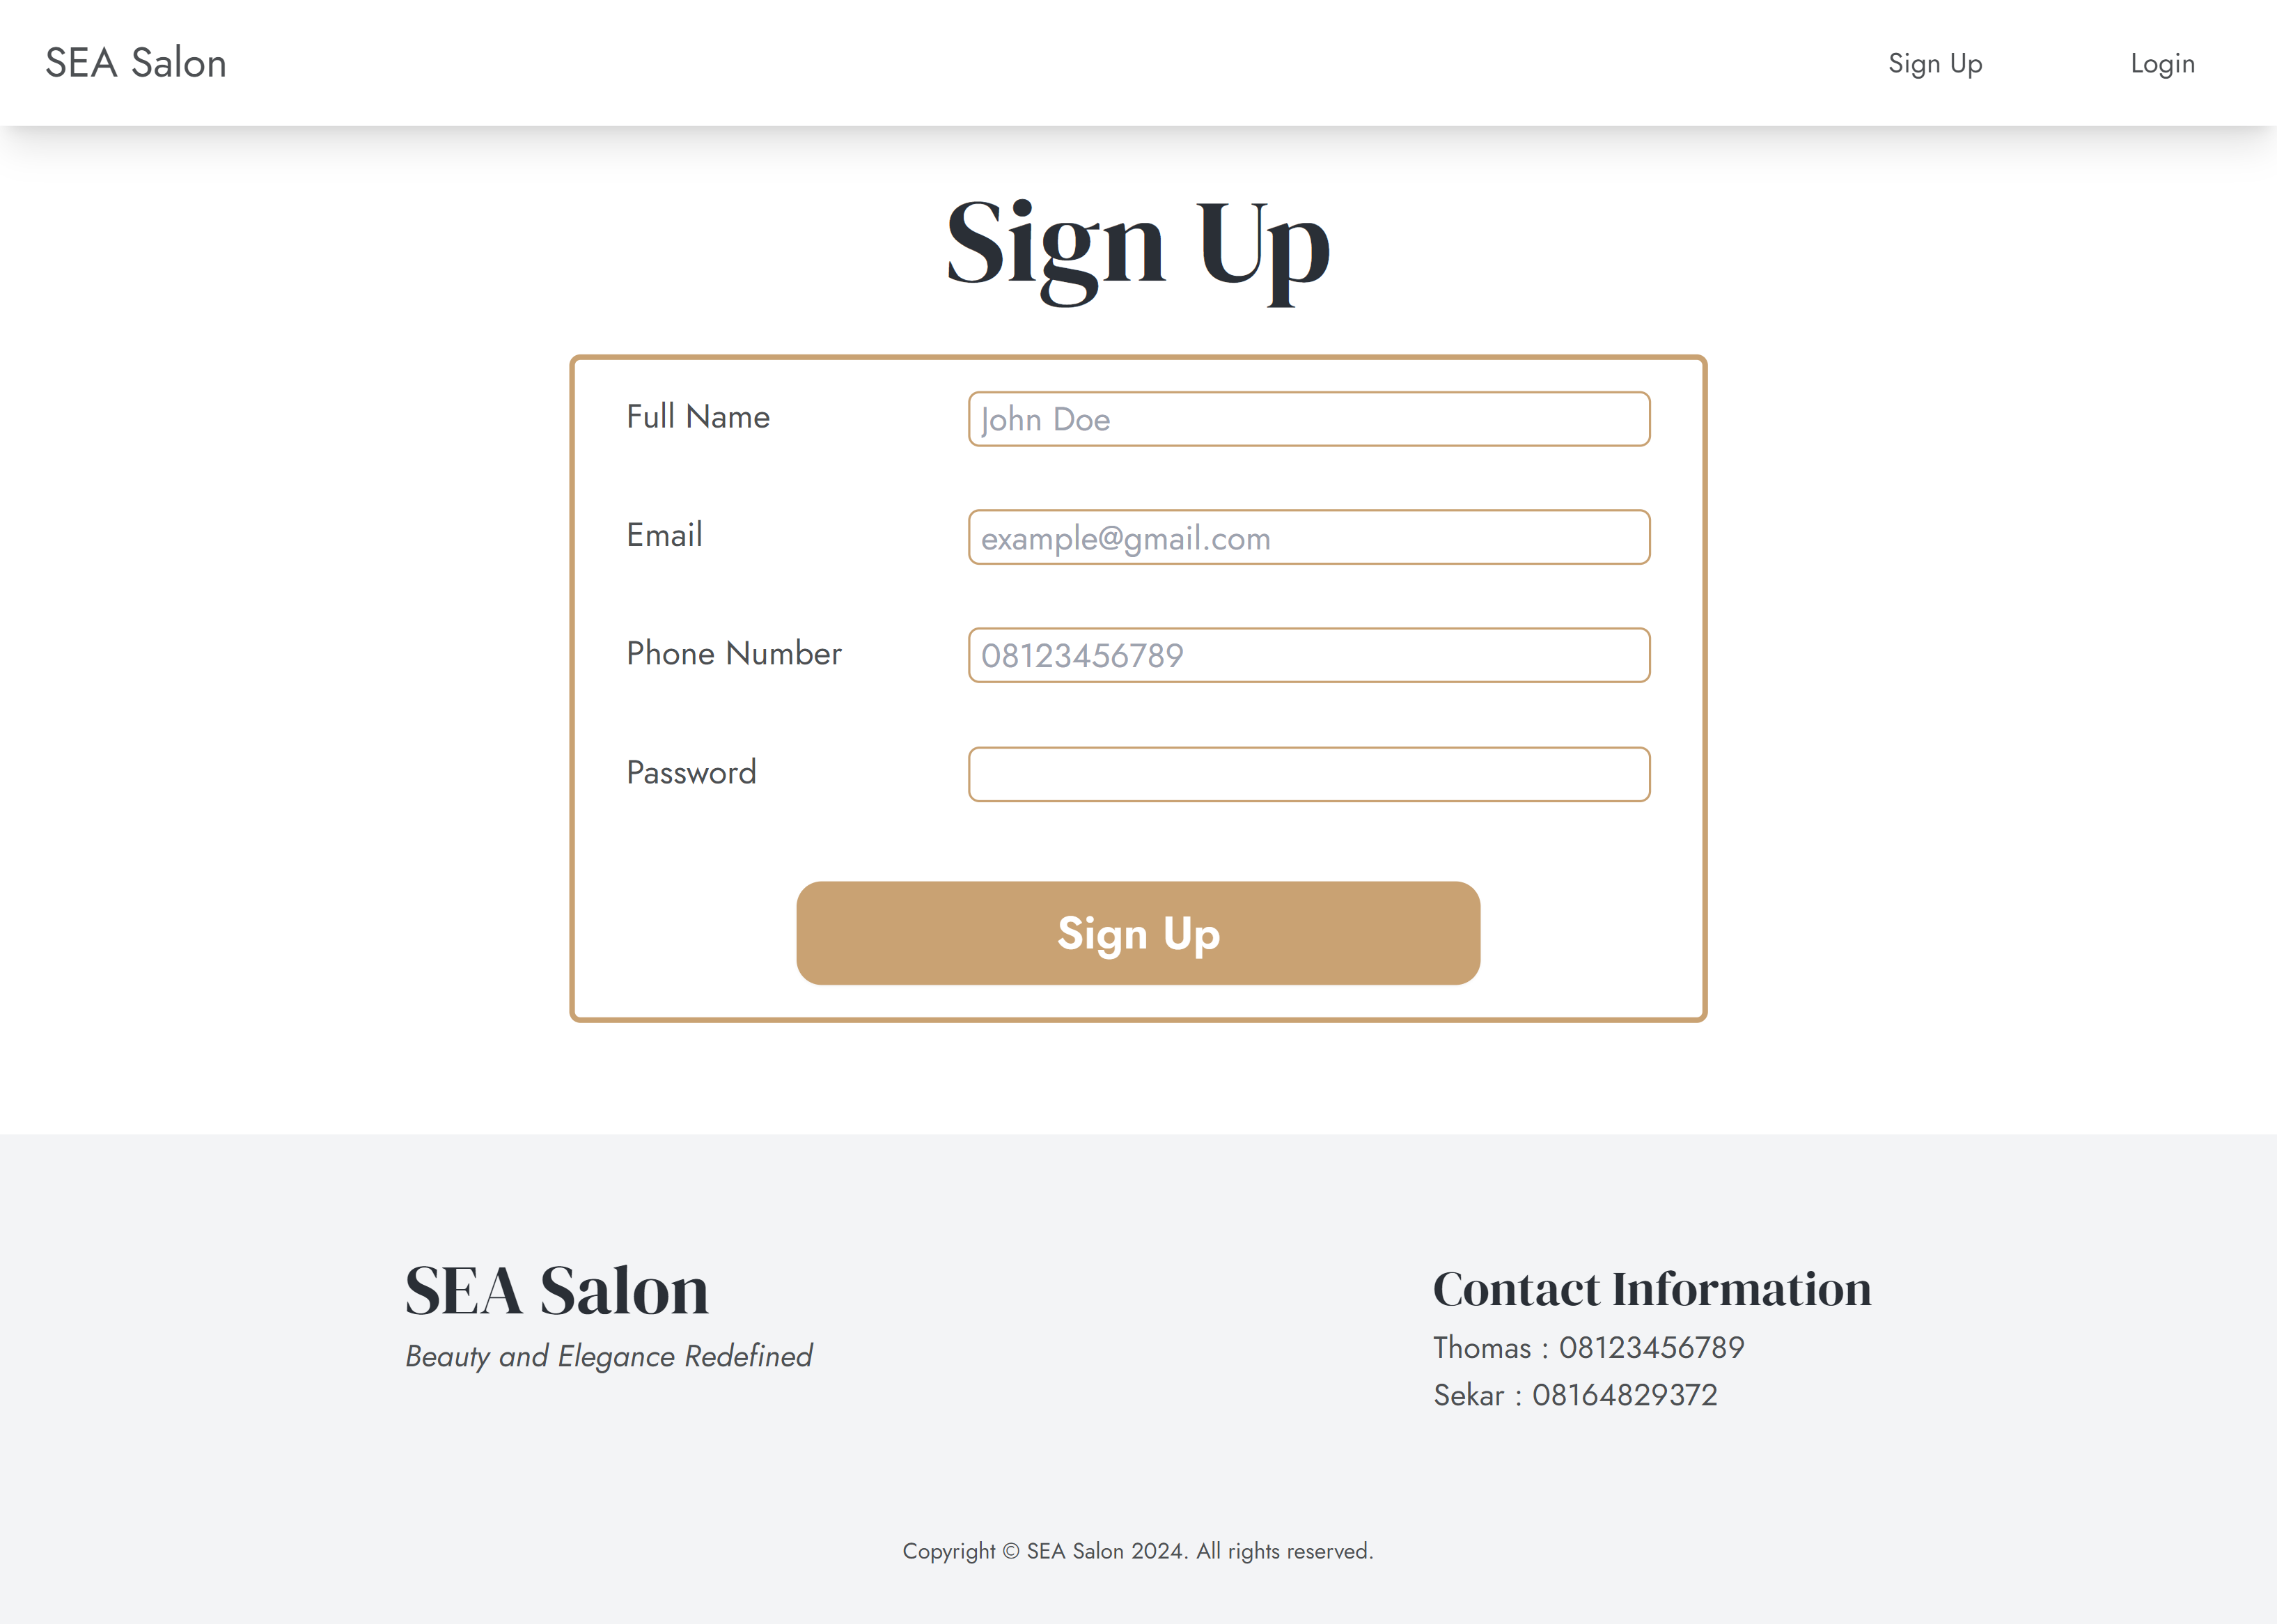 SEA Salon
Sign Up
Login
Sign Up
Full Name
John Doe
Email
example@gmail.com
Phone Number
08123456789
Password
Sign Up
SEA Salon
Beauty and Elegance Redefined
Contact Information
Thomas : 08123456789
Sekar : 08164829372
Copyright © SEA Salon 2024. All rights reserved.